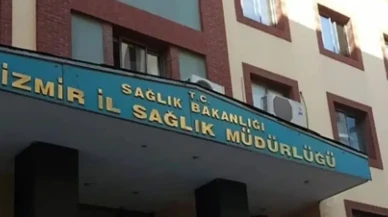 T.C.
SAĞLIK BAKANLIĞI
İZMİR İL SAĞLIK MÜDÜRLÜĞÜ